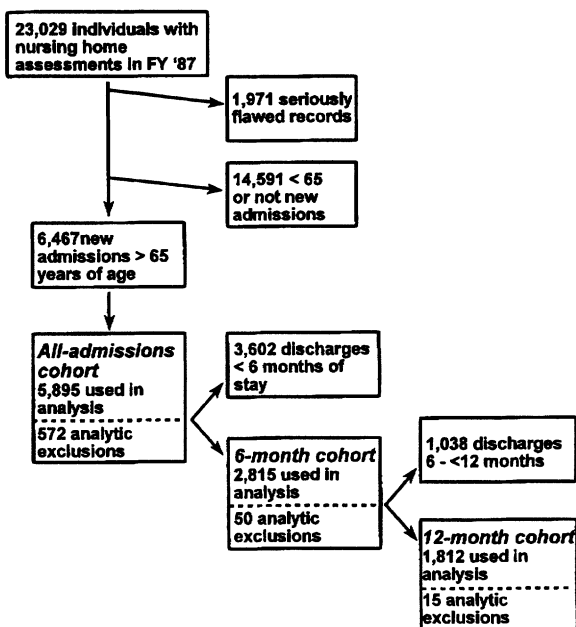 23,029 individuals with
nursing home
assessments in FY '87
1,971 seriously
flawed records
14,591 < 65
or not new
admissions
6,467new
admissions > 65
years of age
All-admissions
cohort
5,895 used in
analysis
572 analytic
exclusions
3,602 discharges
< 6 months of
stay
6-month cohort
2,815 used in
analysis
50 analytic
exclusions
1,038 discharges
6 - <12 months
12-month cohort
1,812 used in
analysis
15 analytic
exclusions